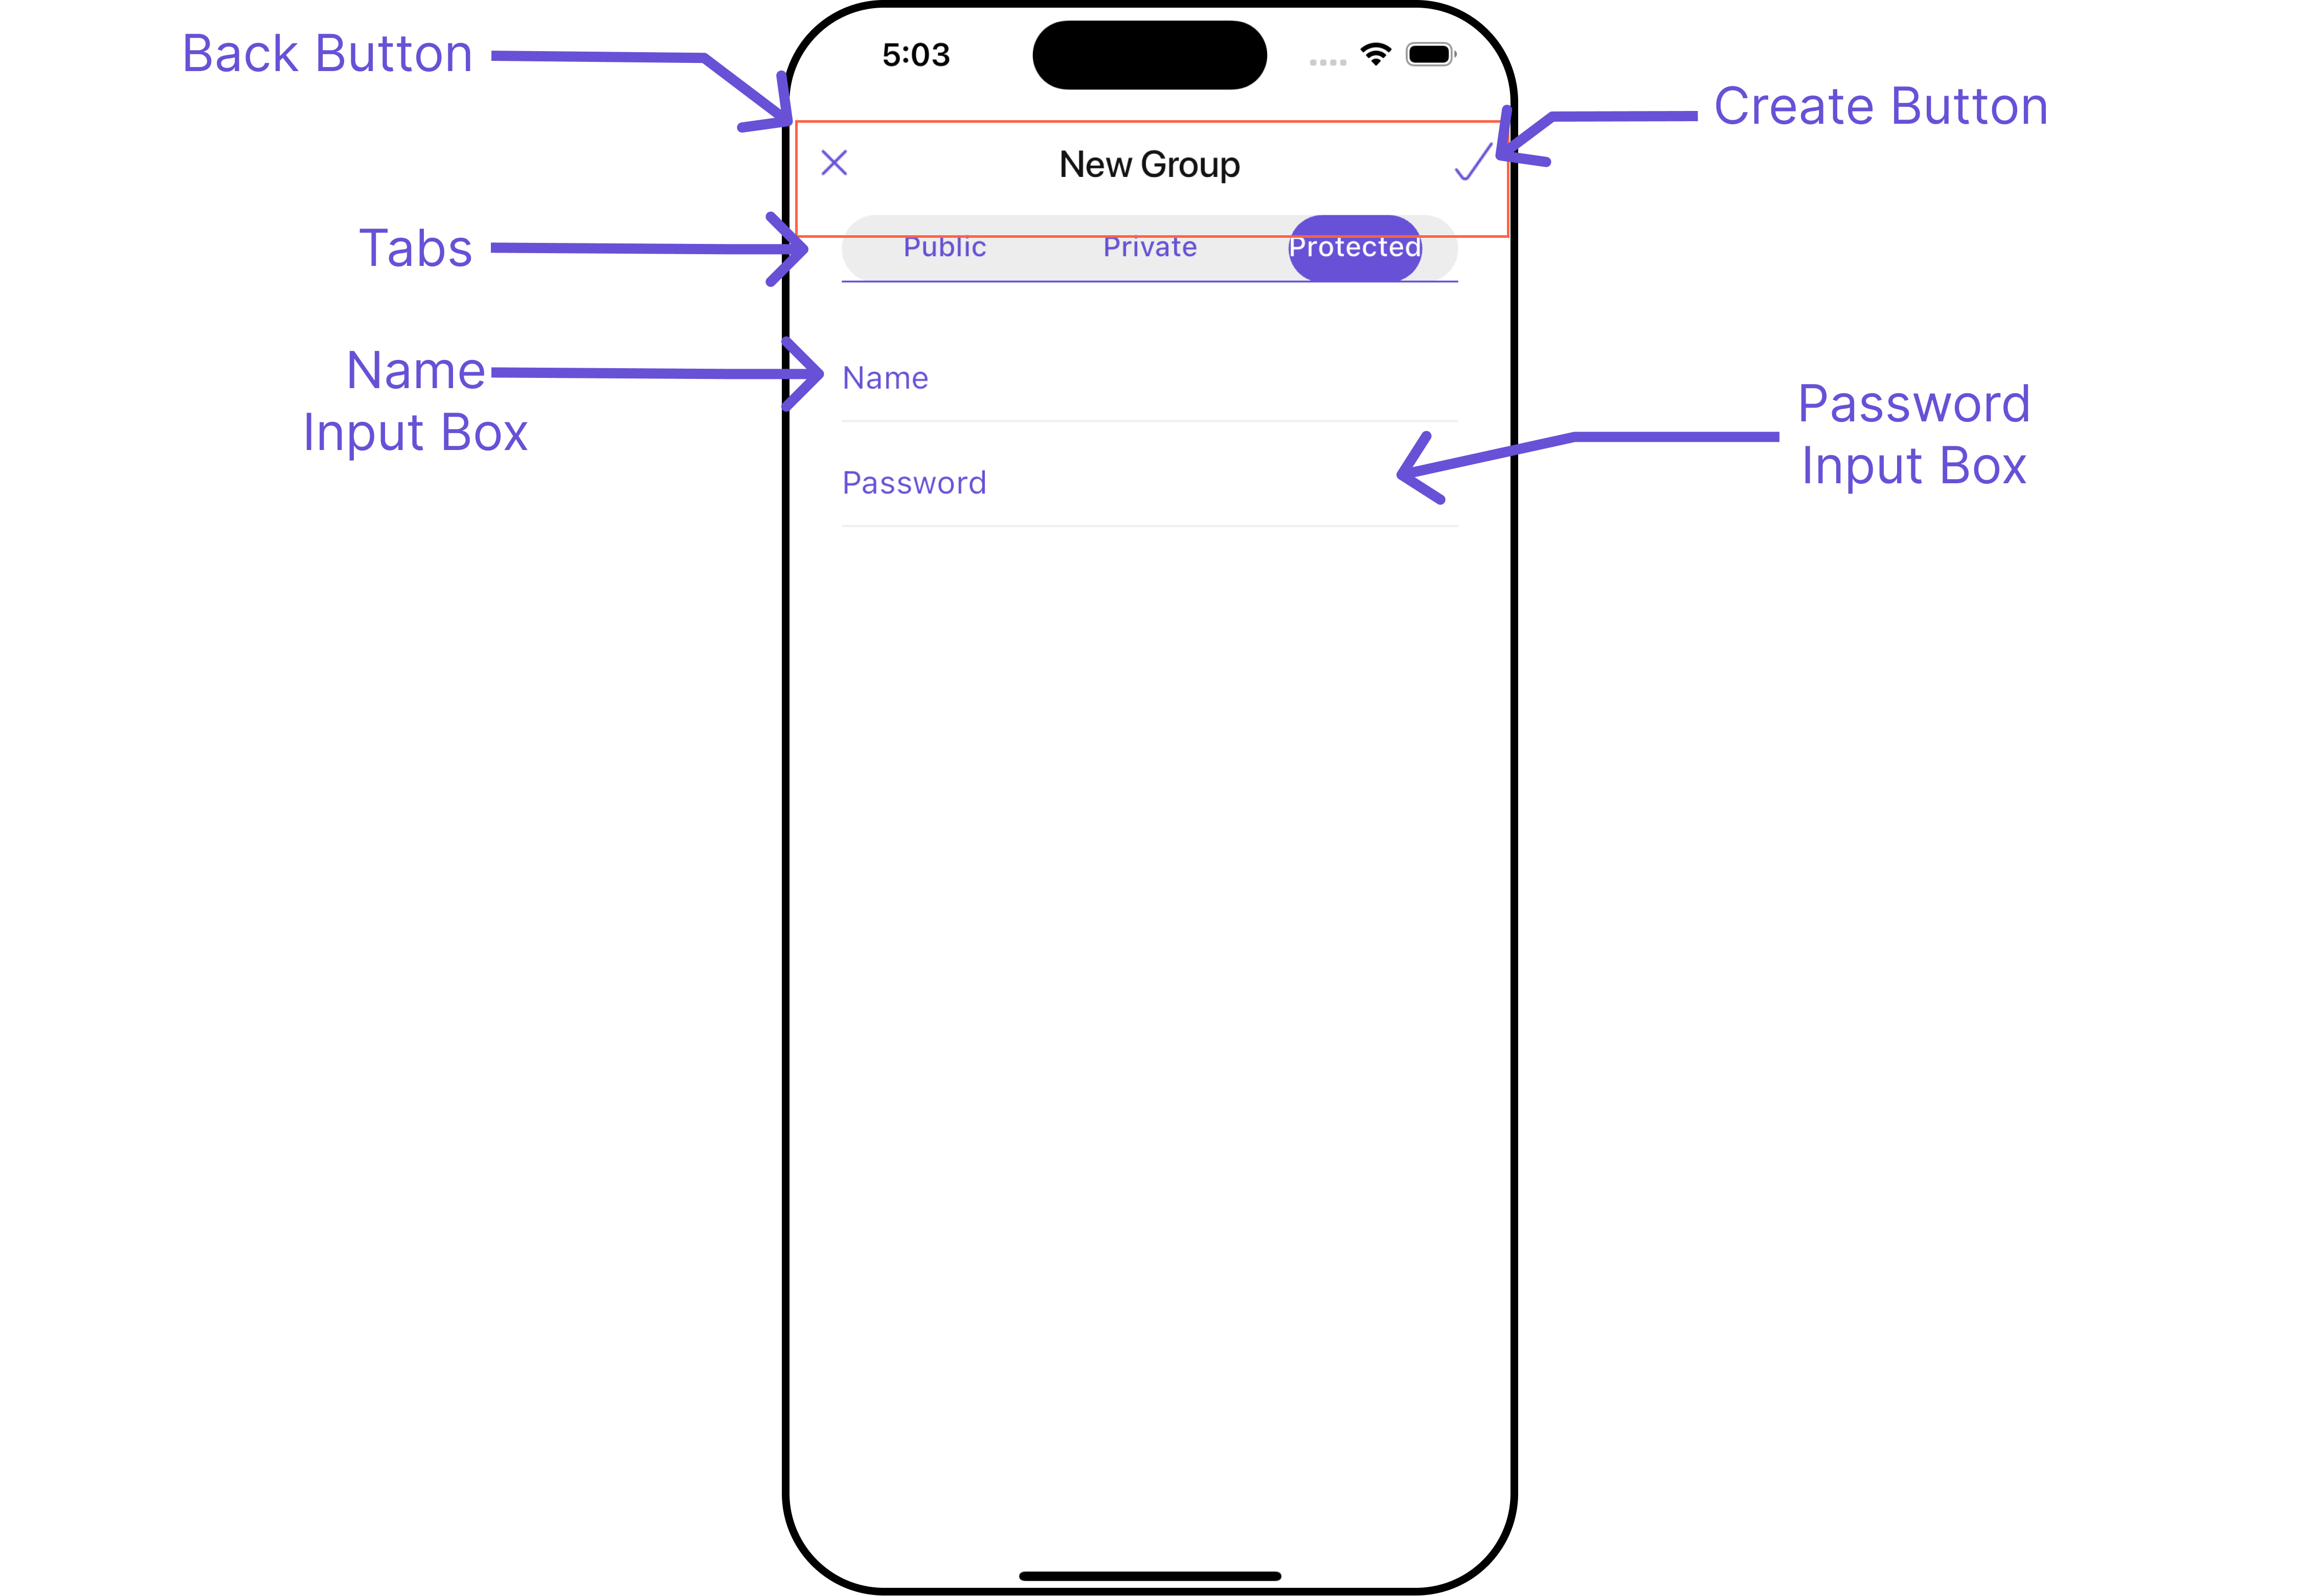 Back Button
5:03
Create Button
New Group
Tabs
Public Private Protected
Name
Input Box
Name
Password
Input Box
Password